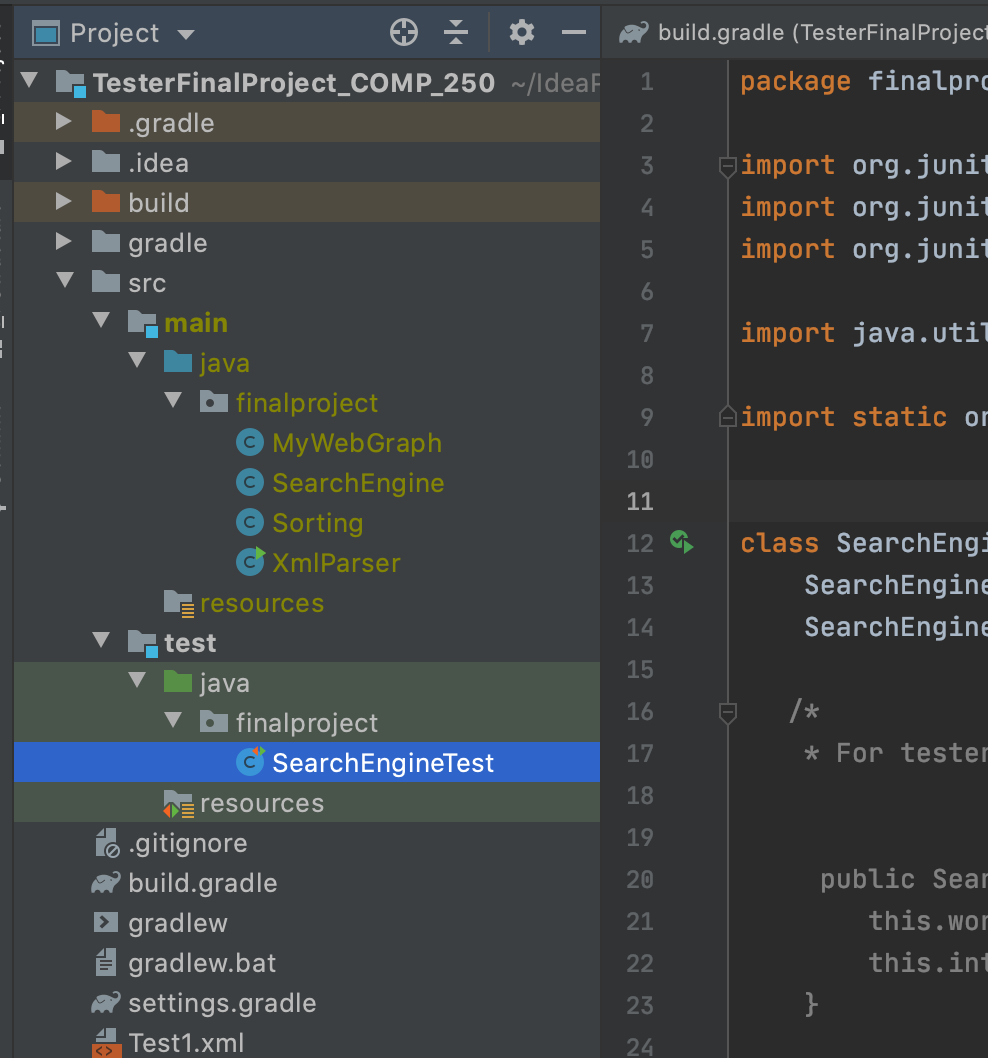 Project
TesterFinalProject_COMP_250 ~/IdeaP
.gradle
.idea
build
gradle
src
main
java
finalproject
MyWebGraph
SearchEngine
Sorting
XmlParser
resources
test
java
finalproject
SearchEngineTest
resources
.gitignore
build.gradle
gradlew
gradlew.bat
settings.gradle
Test1.xml
build.gradle (TesterFinalProject
1 package finalpro
2
3 import org.junit
4 import org.junit
5 import org.junit
6
7 import java.util
8
9 import static or
10
11
12 class SearchEngi
13 SearchEngine
14 SearchEngine
15
16 /*
17 * For tester
18
19
20 public Sear
21 this.wor
22 this.int
23 }
24